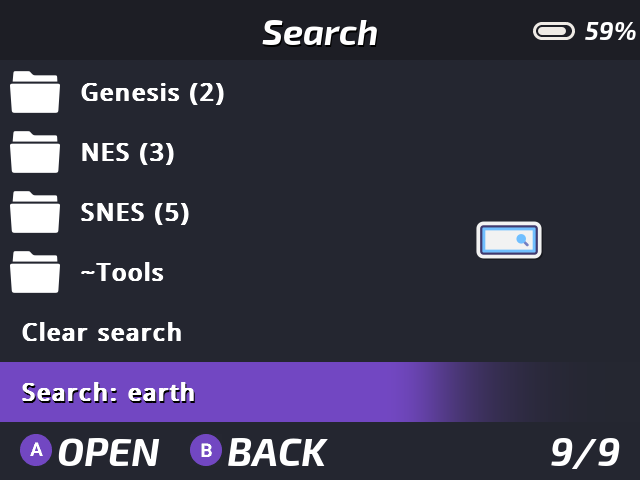 Search
59%
Genesis (2)
NES (3)
SNES (5)
~Tools
Clear search
Search: earth
A OPEN B BACK 9/9